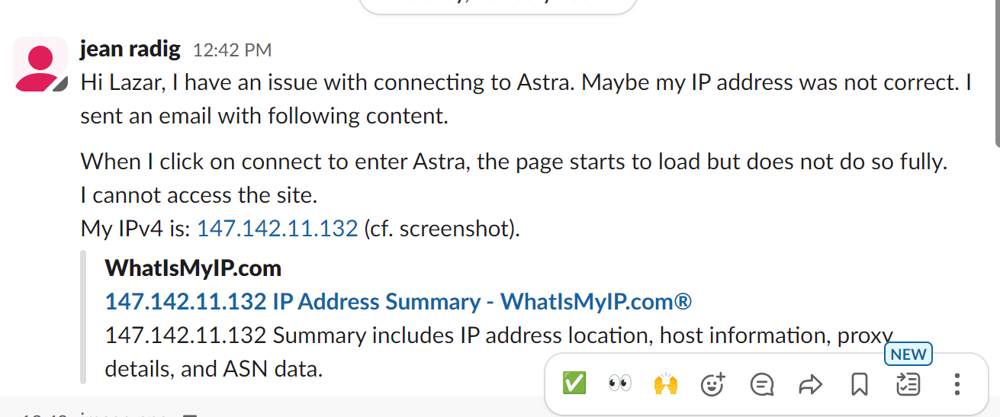 jean radig 12:42 PM
Hi Lazar, I have an issue with connecting to Astra. Maybe my IP address was not correct. I
sent an email with following content.
When I click on connect to enter Astra, the page starts to load but does not do so fully.
I cannot access the site.
My IPv4 is: 147.142.11.132 (cf. screenshot).
WhatIsMyIP.com
147.142.11.132 IP Address Summary - WhatIsMyIP.com®
147.142.11.132 Summary includes IP address location, host information, proxy
details, and ASN data.
NEW